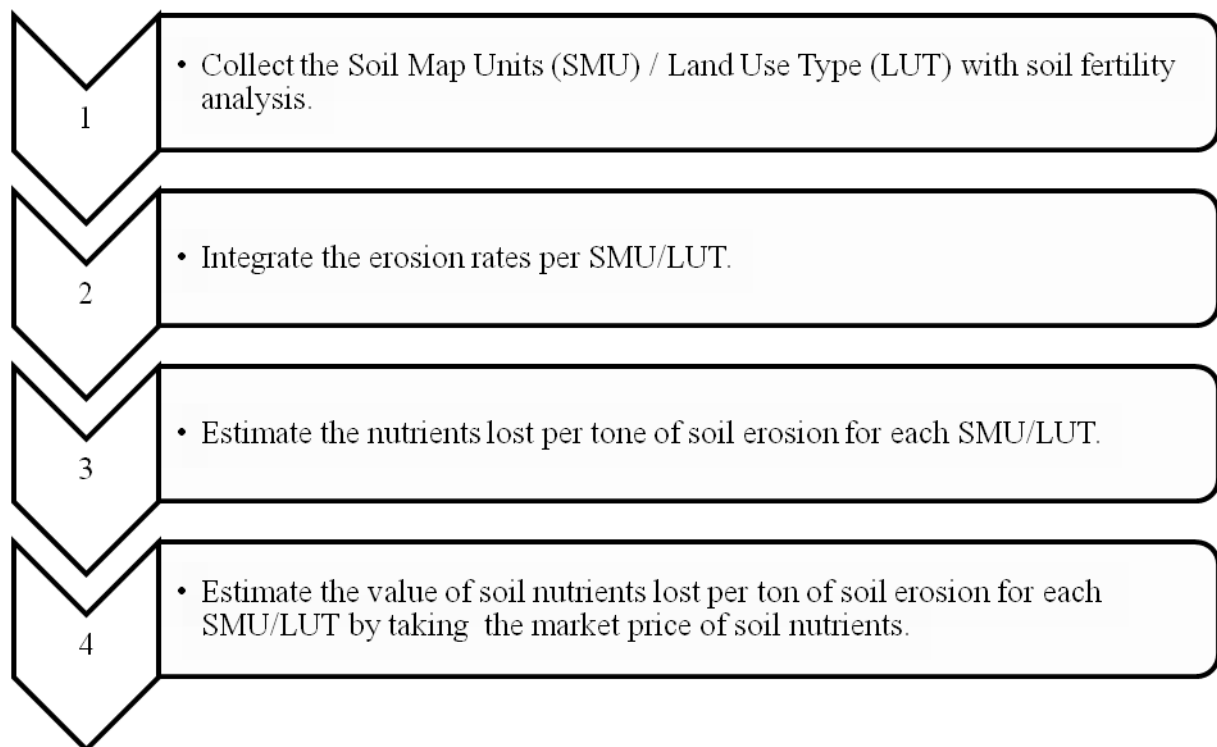 1
• Collect the Soil Map Units (SMU) / Land Use Type (LUT) with soil fertility
analysis.
2
• Integrate the erosion rates per SMU/LUT.
3
• Estimate the nutrients lost per tone of soil erosion for each SMU/LUT.
4
• Estimate the value of soil nutrients lost per ton of soil erosion for each
SMU/LUT by taking  the market price of soil nutrients.